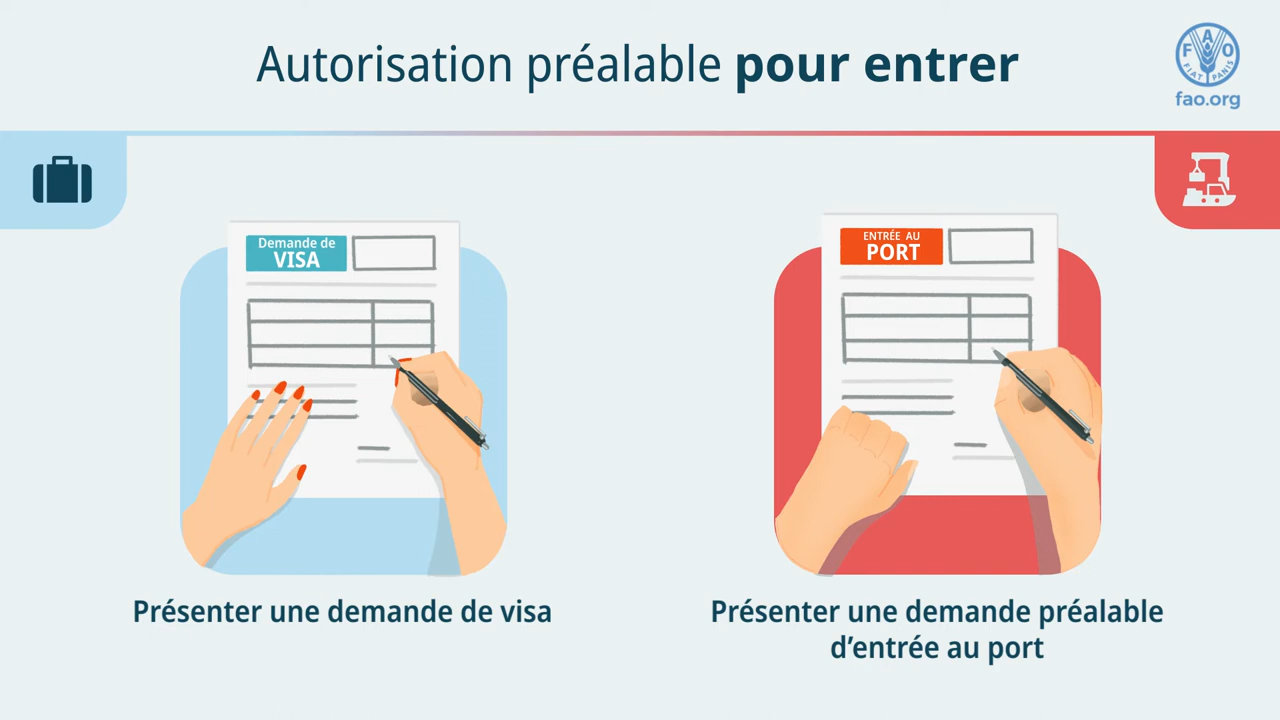 Autorisation préalable pour entrer
FAO
FIAT PANIS
fao.org
Demande de
VISA
ENTRÉE AU
PORT
Présenter une demande de visa
Présenter une demande préalable
d’entrée au port